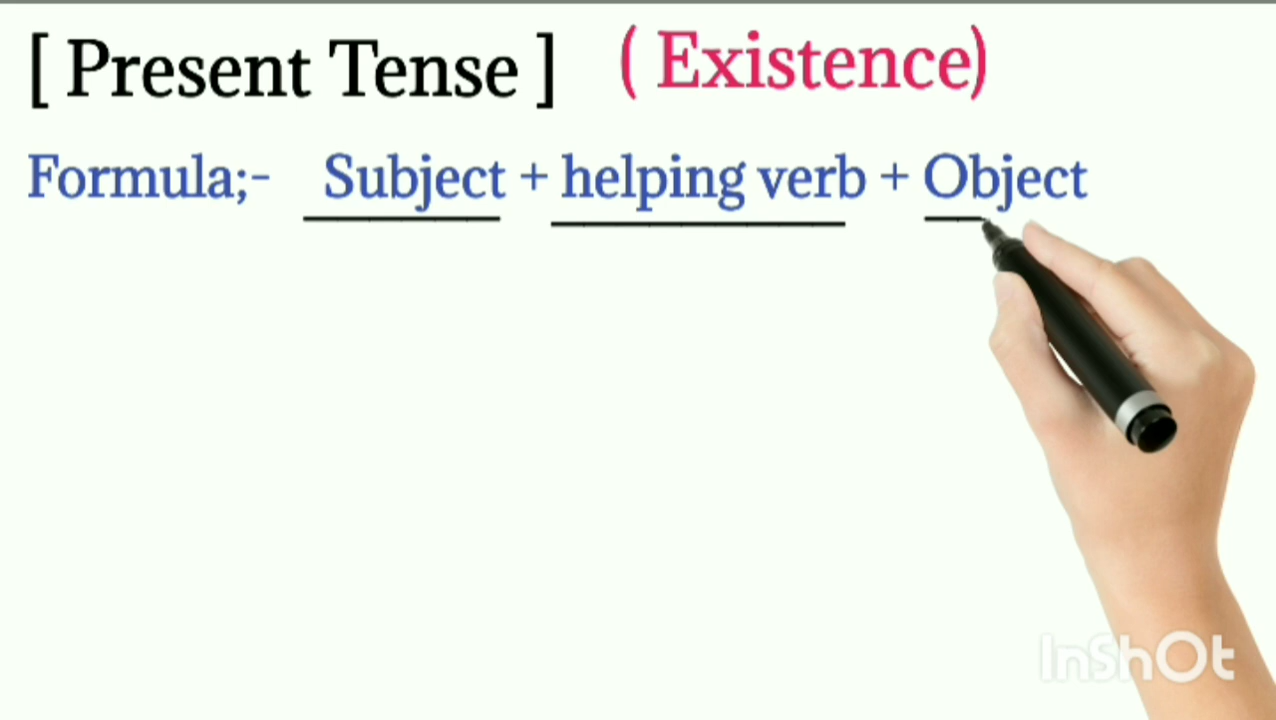 [ Present Tense ] ( Existence)
Formula;- Subject + helping verb + Object
InShOt